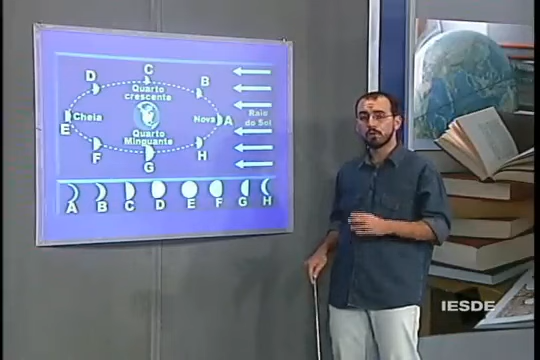 C
D
B
Quarto
crescente
Cheia
Nova
A
Raio
do Sol
E
Quarto
Minguante
F
H
G
A B C D E F G H
IESDE